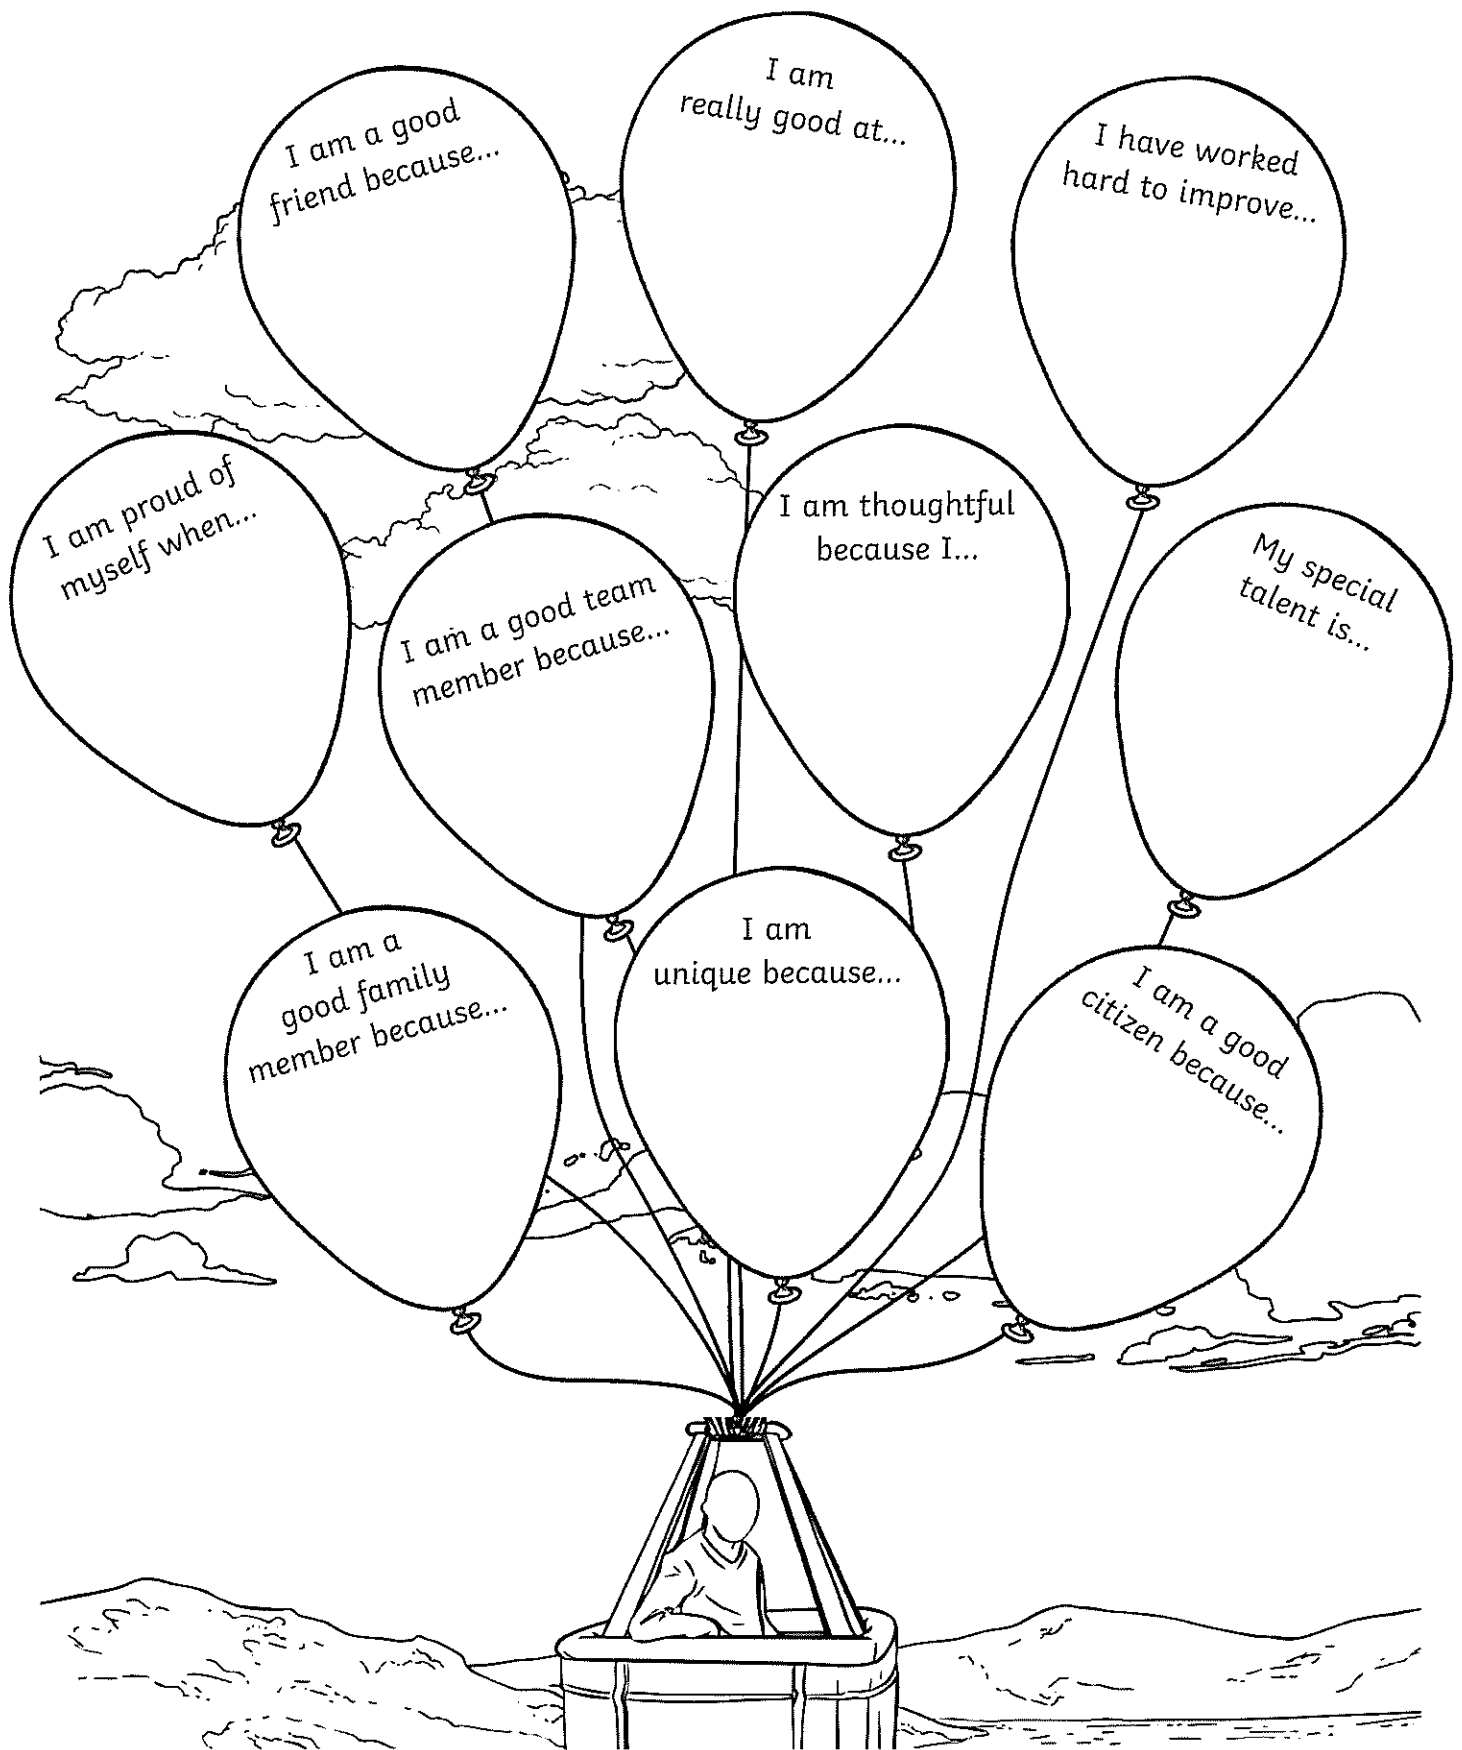 I am a good
friend because...
I am
really good at...
I have worked
hard to improve...
I am proud of
myself when...
I am a good team
member because...
I am thoughtful
because I...
My special
talent is...
I am a
good family
member because...
I am
unique because...
I am a good
citizen because...